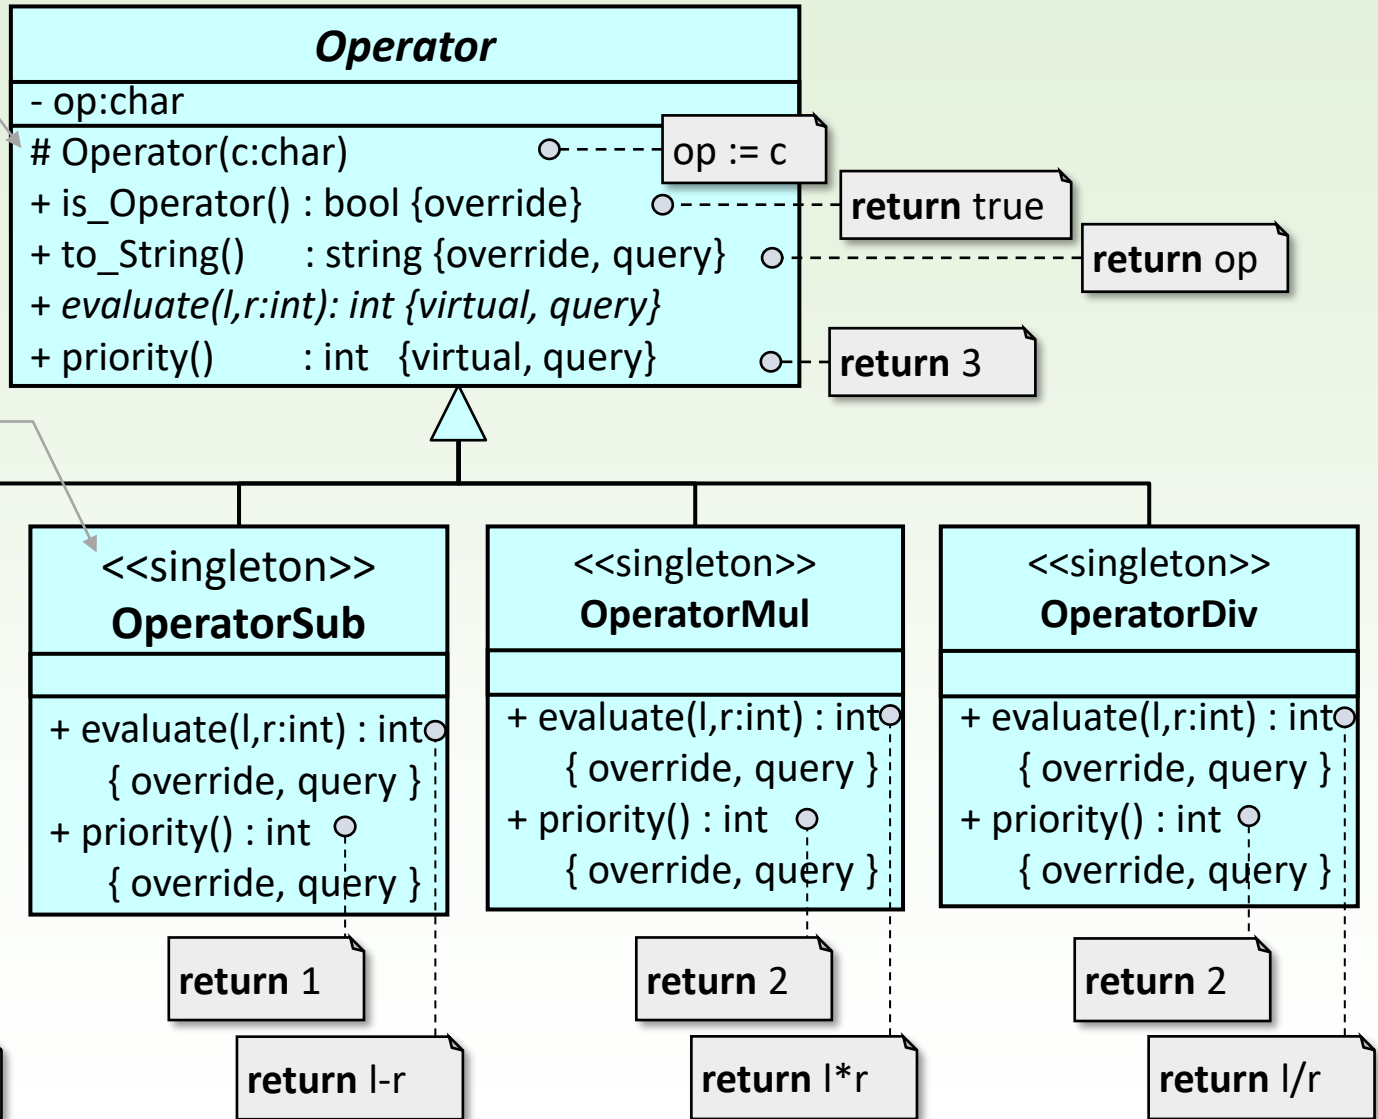 Operator
- op:char
# Operator(c:char)
op := c
+ is_Operator() : bool {override}
return true
+ to_String() : string {override, query}
return op
+ evaluate(l,r:int): int {virtual, query}
+ priority() : int {virtual, query}
return 3
<<singleton>>
OperatorSub
+ evaluate(l,r:int) : int
{ override, query }
+ priority() : int
{ override, query }
return 1
return l-r
<<singleton>>
OperatorMul
+ evaluate(l,r:int) : int
{ override, query }
+ priority() : int
{ override, query }
return 2
return l*r
<<singleton>>
OperatorDiv
+ evaluate(l,r:int) : int
{ override, query }
+ priority() : int
{ override, query }
return 2
return l/r